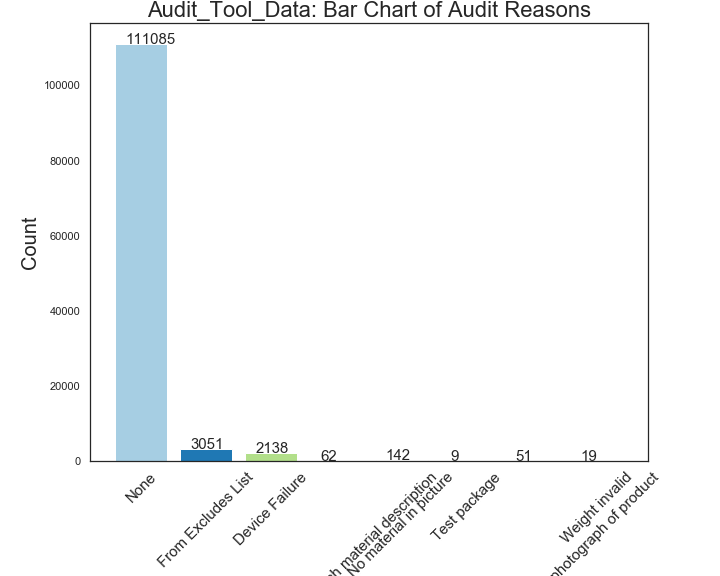 Audit_Tool_Data: Bar Chart of Audit Reasons
111085
100000
80000
60000
40000
20000
0
Count
3051
2138
62
142
9
51
19
None
From Excludes List
Device Failure
material description
No material in picture
Test package
Weight invalid
photograph of product